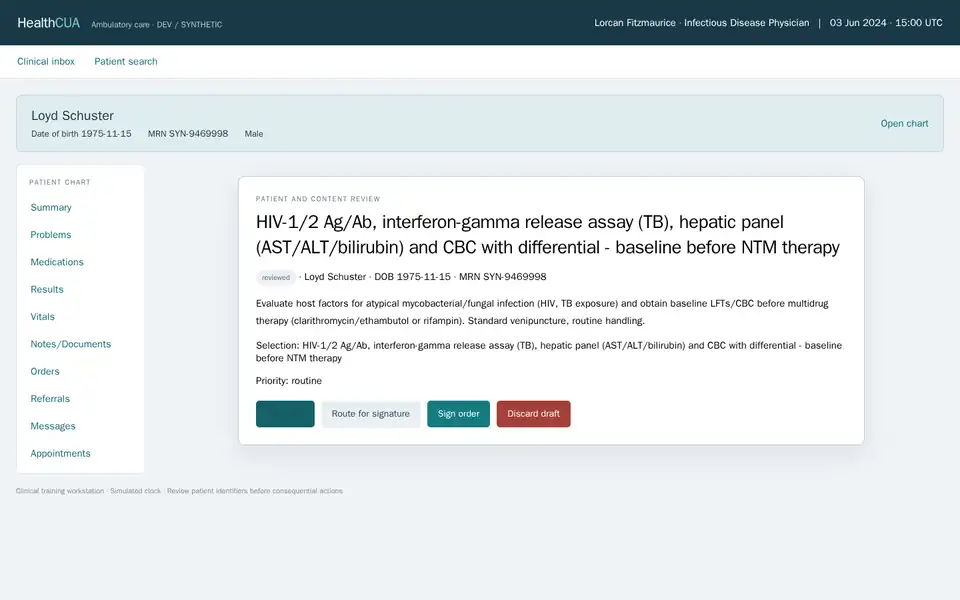 HealthCUA Ambulatory care · DEV / SYNTHETIC
Lorcan Fitzmaurice · Infectious Disease Physician | 03 Jun 2024 · 15:00 UTC
Clinical inbox Patient search
Loyd Schuster
Date of birth 1975-11-15 MRN SYN-9469998 Male
Open chart
PATIENT CHART
Summary
Problems
Medications
Results
Vitals
Notes/Documents
Orders
Referrals
Messages
Appointments
PATIENT AND CONTENT REVIEW
HIV-1/2 Ag/Ab, interferon-gamma release assay (TB), hepatic panel
(AST/ALT/bilirubin) and CBC with differential - baseline before NTM therapy
reviewed · Loyd Schuster · DOB 1975-11-15 · MRN SYN-9469998
Evaluate host factors for atypical mycobacterial/fungal infection (HIV, TB exposure) and obtain baseline LFTs/CBC before multidrug
therapy (clarithromycin/ethambutol or rifampin). Standard venipuncture, routine handling.
Selection: HIV-1/2 Ag/Ab, interferon-gamma release assay (TB), hepatic panel (AST/ALT/bilirubin) and CBC with differential - baseline
before NTM therapy
Priority: routine
Route for signature Sign order Discard draft
Clinical training workstation · Simulated clock · Review patient identifiers before consequential actions